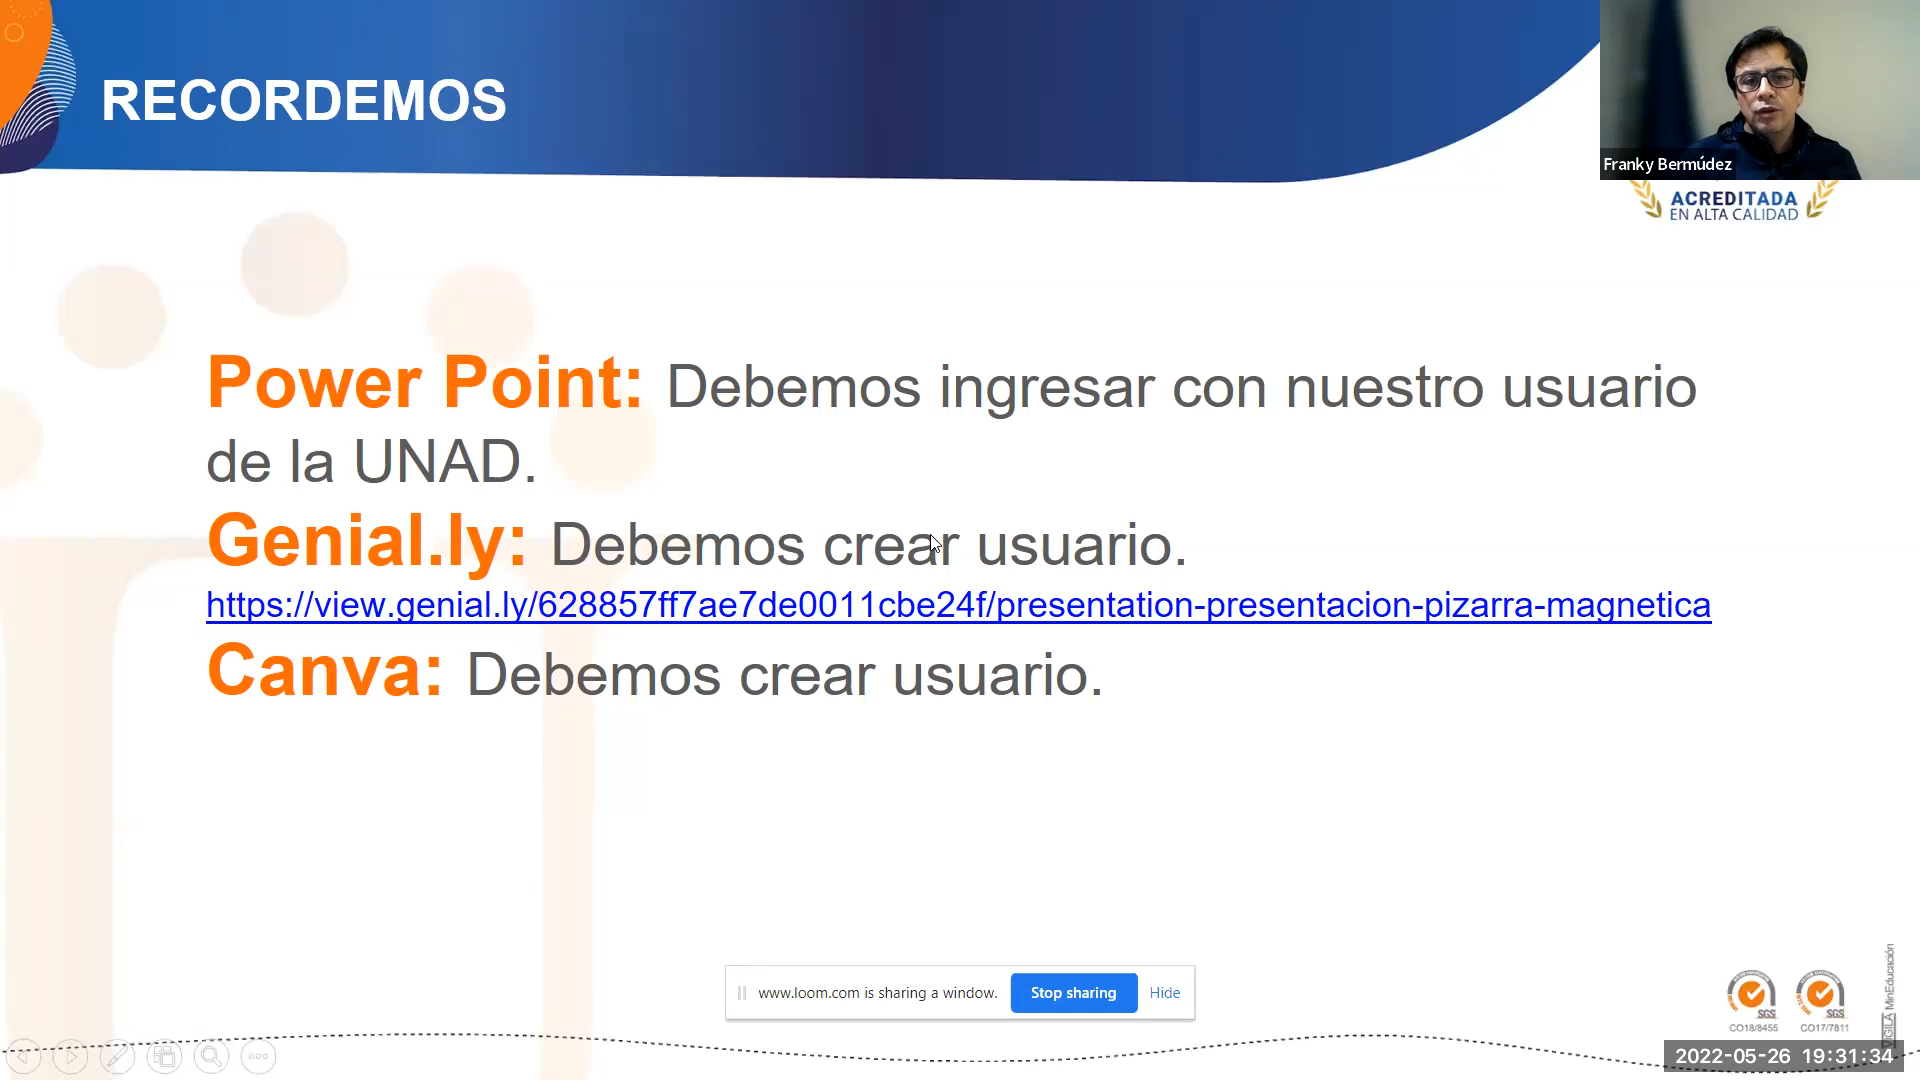 RECORDEMOS
Franky Bermúdez
ACREDITADA
EN ALTA CALIDAD
Power Point: Debemos ingresar con nuestro usuario
de la UNAD.
Genial.ly: Debemos crear usuario.
https://view.genial.ly/628857ff7ae7de0011cbe24f/presentation-presentacion-pizarra-magnetica
Canva: Debemos crear usuario.
www.loom.com is sharing a window.
Stop sharing
Hide
SGS
SGS
CO18/8455
CO17/7811
VIGILA MinEducación
2022-05-26 19:31:34